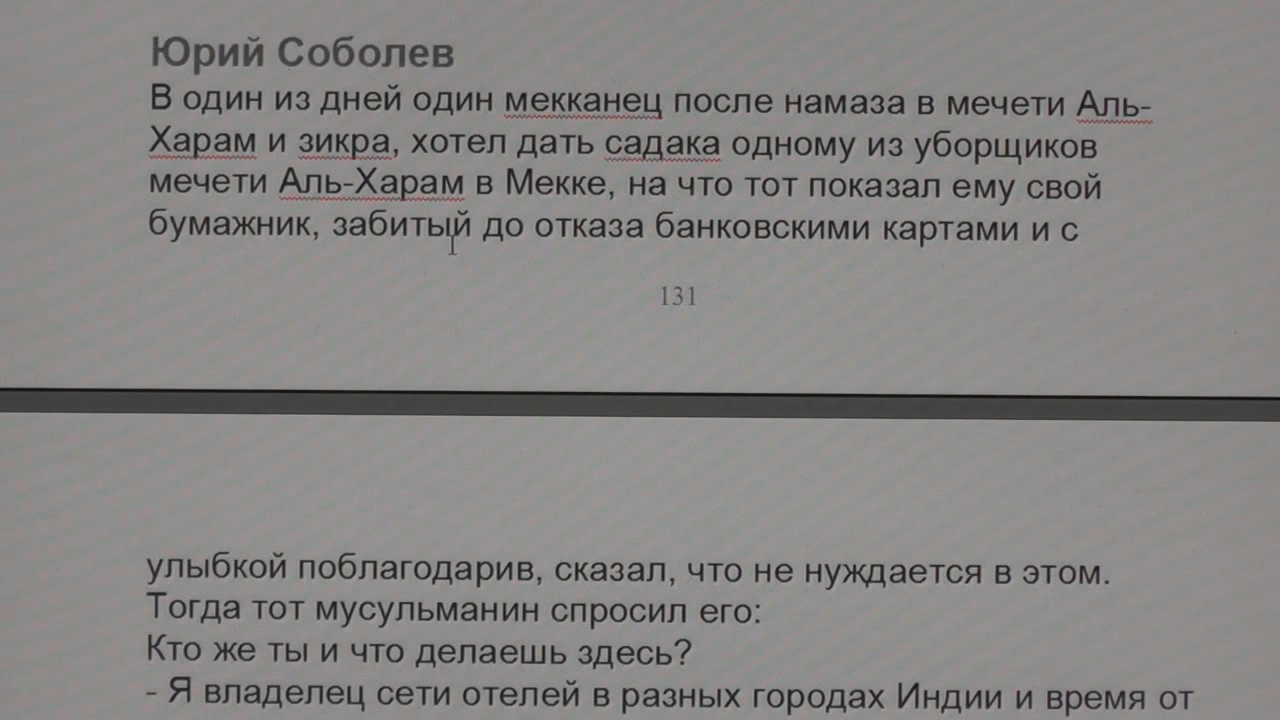 Юрий Соболев
В один из дней один мекканец после намаза в мечети Аль-
Харам и зикра, хотел дать садака одному из уборщиков
мечети Аль-Харам в Мекке, на что тот показал ему свой
бумажник, забитый до отказа банковскими картами и с
131
улыбкой поблагодарив, сказал, что не нуждается в этом.
Тогда тот мусульманин спросил его:
Кто же ты и что делаешь здесь?
- Я владелец сети отелей в разных городах Индии и время от